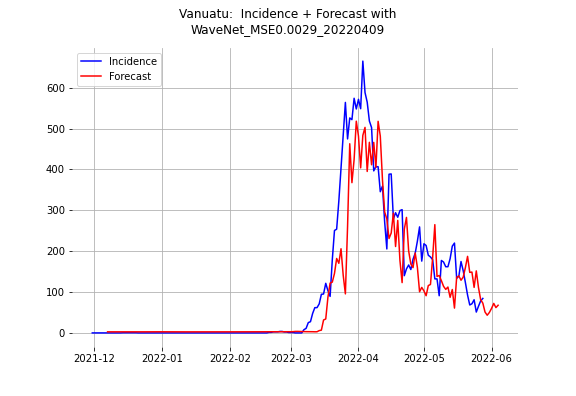 Vanuatu:  Incidence + Forecast with
WaveNet_MSE0.0029_20220409
Incidence
Forecast
600
500
400
300
200
100
0
2021-12 2022-01 2022-02 2022-03 2022-04 2022-05 2022-06